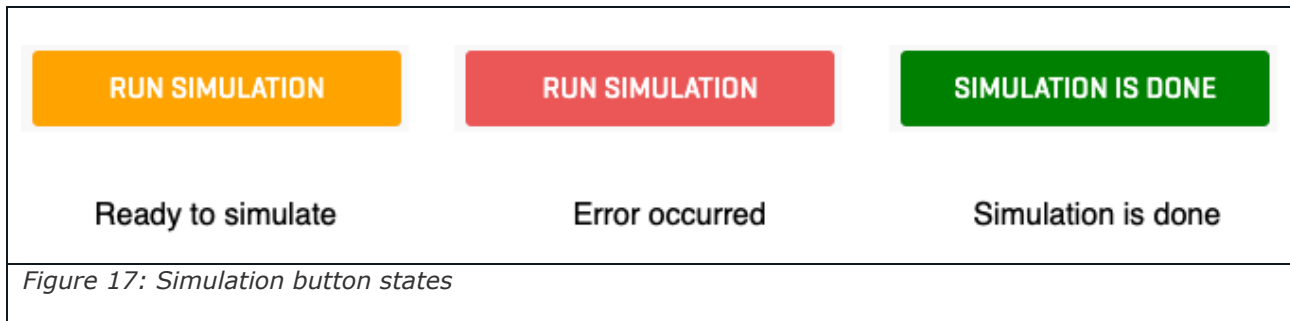 RUN SIMULATION RUN SIMULATION SIMULATION IS DONE
Ready to simulate Error occurred Simulation is done
Figure 17: Simulation button states